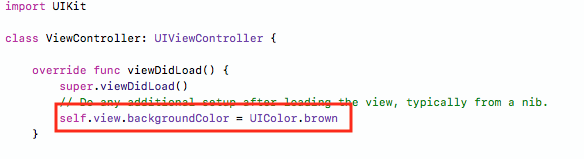 import UIKit
class ViewController: UIViewController {
override func viewDidLoad() {
super.viewDidLoad()
// Do any additional setup after loading the view, typically from a nib.
self.view.backgroundColor = UIColor.brown
}